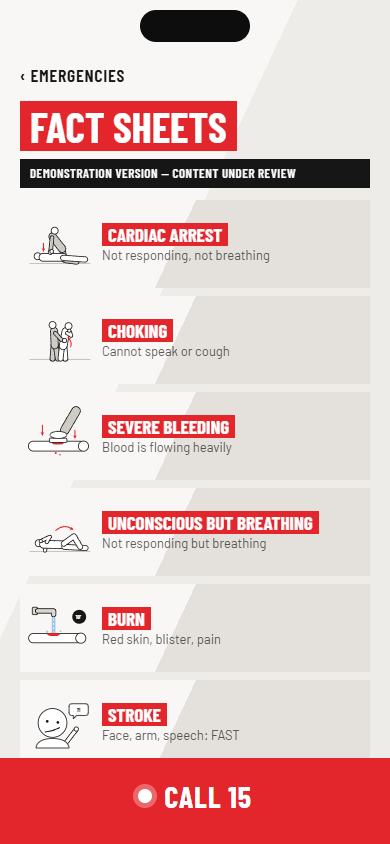 ‹ EMERGENCIES
FACT SHEETS
DEMONSTRATION VERSION – CONTENT UNDER REVIEW
CARDIAC ARREST
Not responding, not breathing
CHOKING
Cannot speak or cough
SEVERE BLEEDING
Blood is flowing heavily
UNCONSCIOUS BUT BREATHING
Not responding but breathing
BURN
Red skin, blister, pain
STROKE
Face, arm, speech: FAST
CALL 15